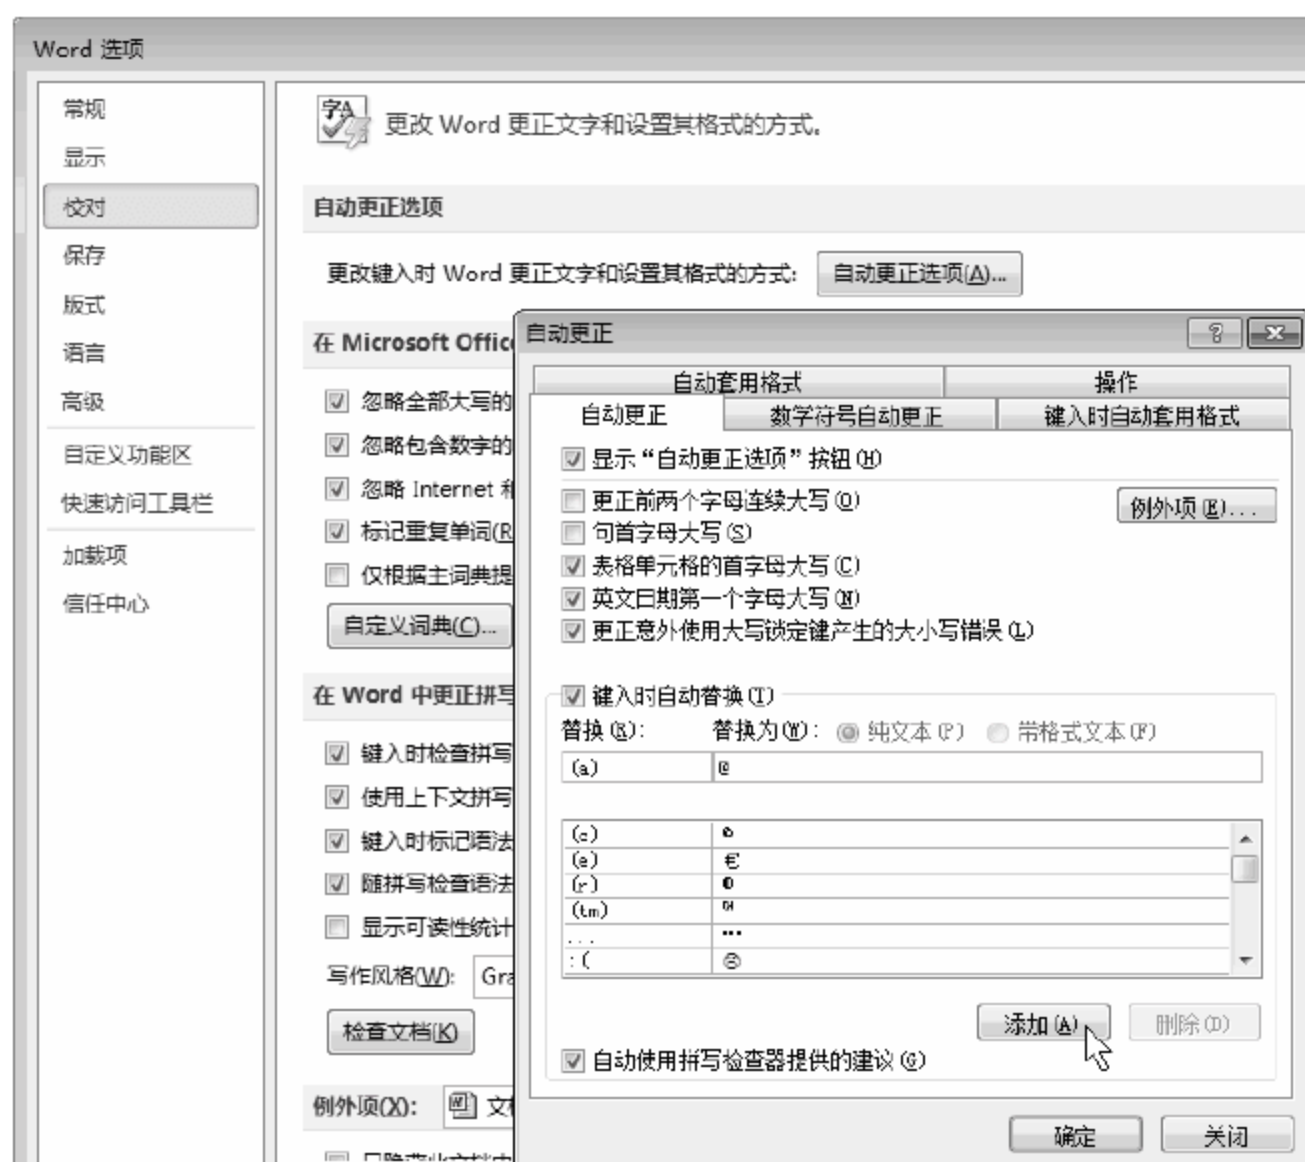 Word 选项
常规
显示
校对
保存
版式
语言
高级
自定义功能区
快速访问工具栏
加载项
信任中心
更改 Word 更正文字和设置其格式的方式。
自动更正选项
更改键入时 Word 更正文字和设置其格式的方式: 自动更正选项(A)...
在 Microsoft Offic
忽略全部大写的
忽略包含数字的
忽略 Internet 和
标记重复单词(R
仅根据主词典提
自定义词典(C)...
在 Word 中更正拼写
键入时检查拼写
使用上下文拼写
键入时标记语法
随拼写检查语法
显示可读性统计
写作风格(W): Gra
检查文档(K)
例外项(X): 文档
自动更正
自动套用格式 操作
自动更正 数学符号自动更正 键入时自动套用格式
显示“自动更正选项”按钮(H)
更正前两个字母连续大写(O) 例外项(E)...
句首字母大写(S)
表格单元格的首字母大写(C)
英文日期第一个字母大写(N)
更正意外使用大写锁定键产生的大小写错误(L)
键入时自动替换(T)
替换(R): 替换为(W): 纯文本(P) 带格式文本(F)
(a) @
(c) ©
(e) €
(r) ®
(tm) ™
... …
:( ☹
添加(A) 删除(D)
自动使用拼写检查器提供的建议(G)
确定 关闭